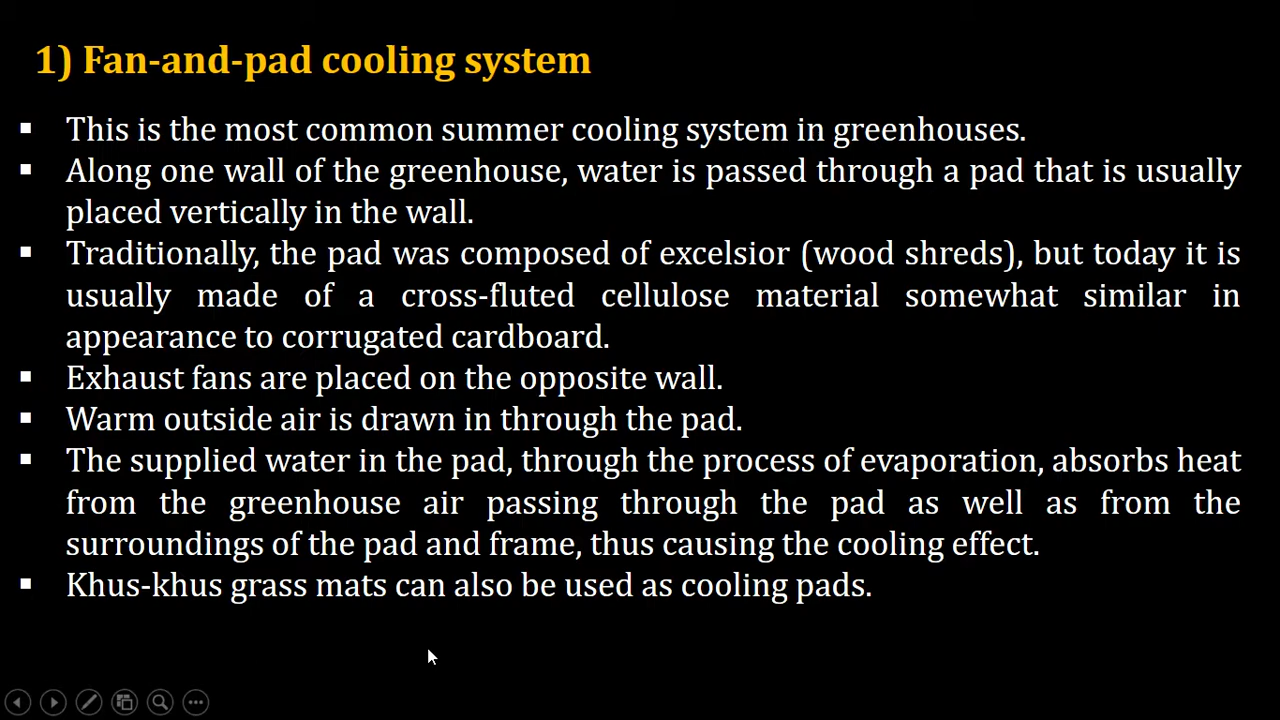 1) Fan-and-pad cooling system
▪ This is the most common summer cooling system in greenhouses.
▪ Along one wall of the greenhouse, water is passed through a pad that is usually
placed vertically in the wall.
▪ Traditionally, the pad was composed of excelsior (wood shreds), but today it is
usually made of a cross-fluted cellulose material somewhat similar in
appearance to corrugated cardboard.
▪ Exhaust fans are placed on the opposite wall.
▪ Warm outside air is drawn in through the pad.
▪ The supplied water in the pad, through the process of evaporation, absorbs heat
from the greenhouse air passing through the pad as well as from the
surroundings of the pad and frame, thus causing the cooling effect.
▪ Khus-khus grass mats can also be used as cooling pads.